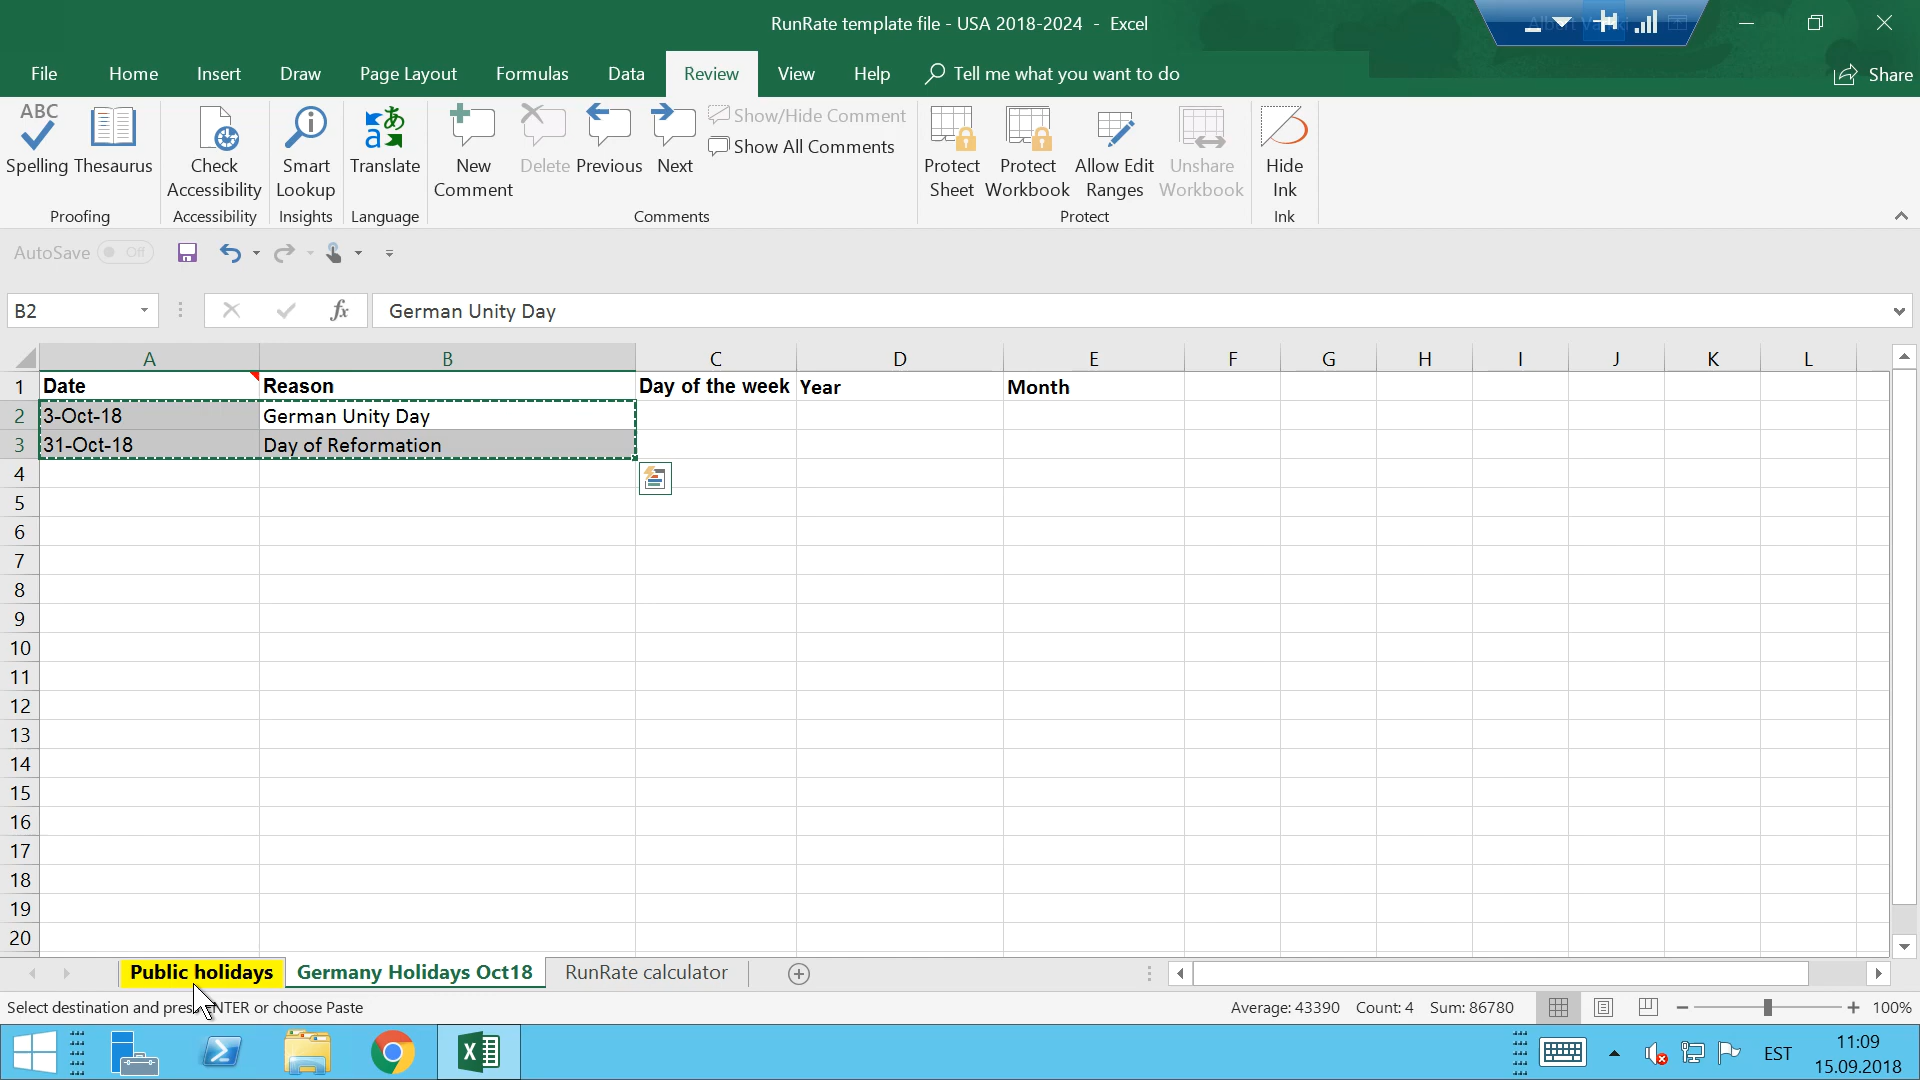 RunRate template file - USA 2018-2024 - Excel
File Home Insert Draw Page Layout Formulas Data Review View Help Tell me what you want to do Share
ABC
Spelling Thesaurus
Check Accessibility
Smart Lookup
Translate
New Comment
Delete Previous Next
Show/Hide Comment
Show All Comments
Protect Sheet
Protect Workbook
Allow Edit Ranges
Unshare Workbook
Hide Ink
Proofing Accessibility Insights Language Comments Protect Ink
AutoSave Off
B2 fx German Unity Day
A B C D E F G H I J K L
1 Date Reason Day of the week Year Month
2 3-Oct-18 German Unity Day
3 31-Oct-18 Day of Reformation
4
5
6
7
8
9
10
11
12
13
14
15
16
17
18
19
20
Public holidays Germany Holidays Oct18 RunRate calculator
Select destination and press ENTER or choose Paste Average: 43390 Count: 4 Sum: 86780 100%
EST 11:09
15.09.2018